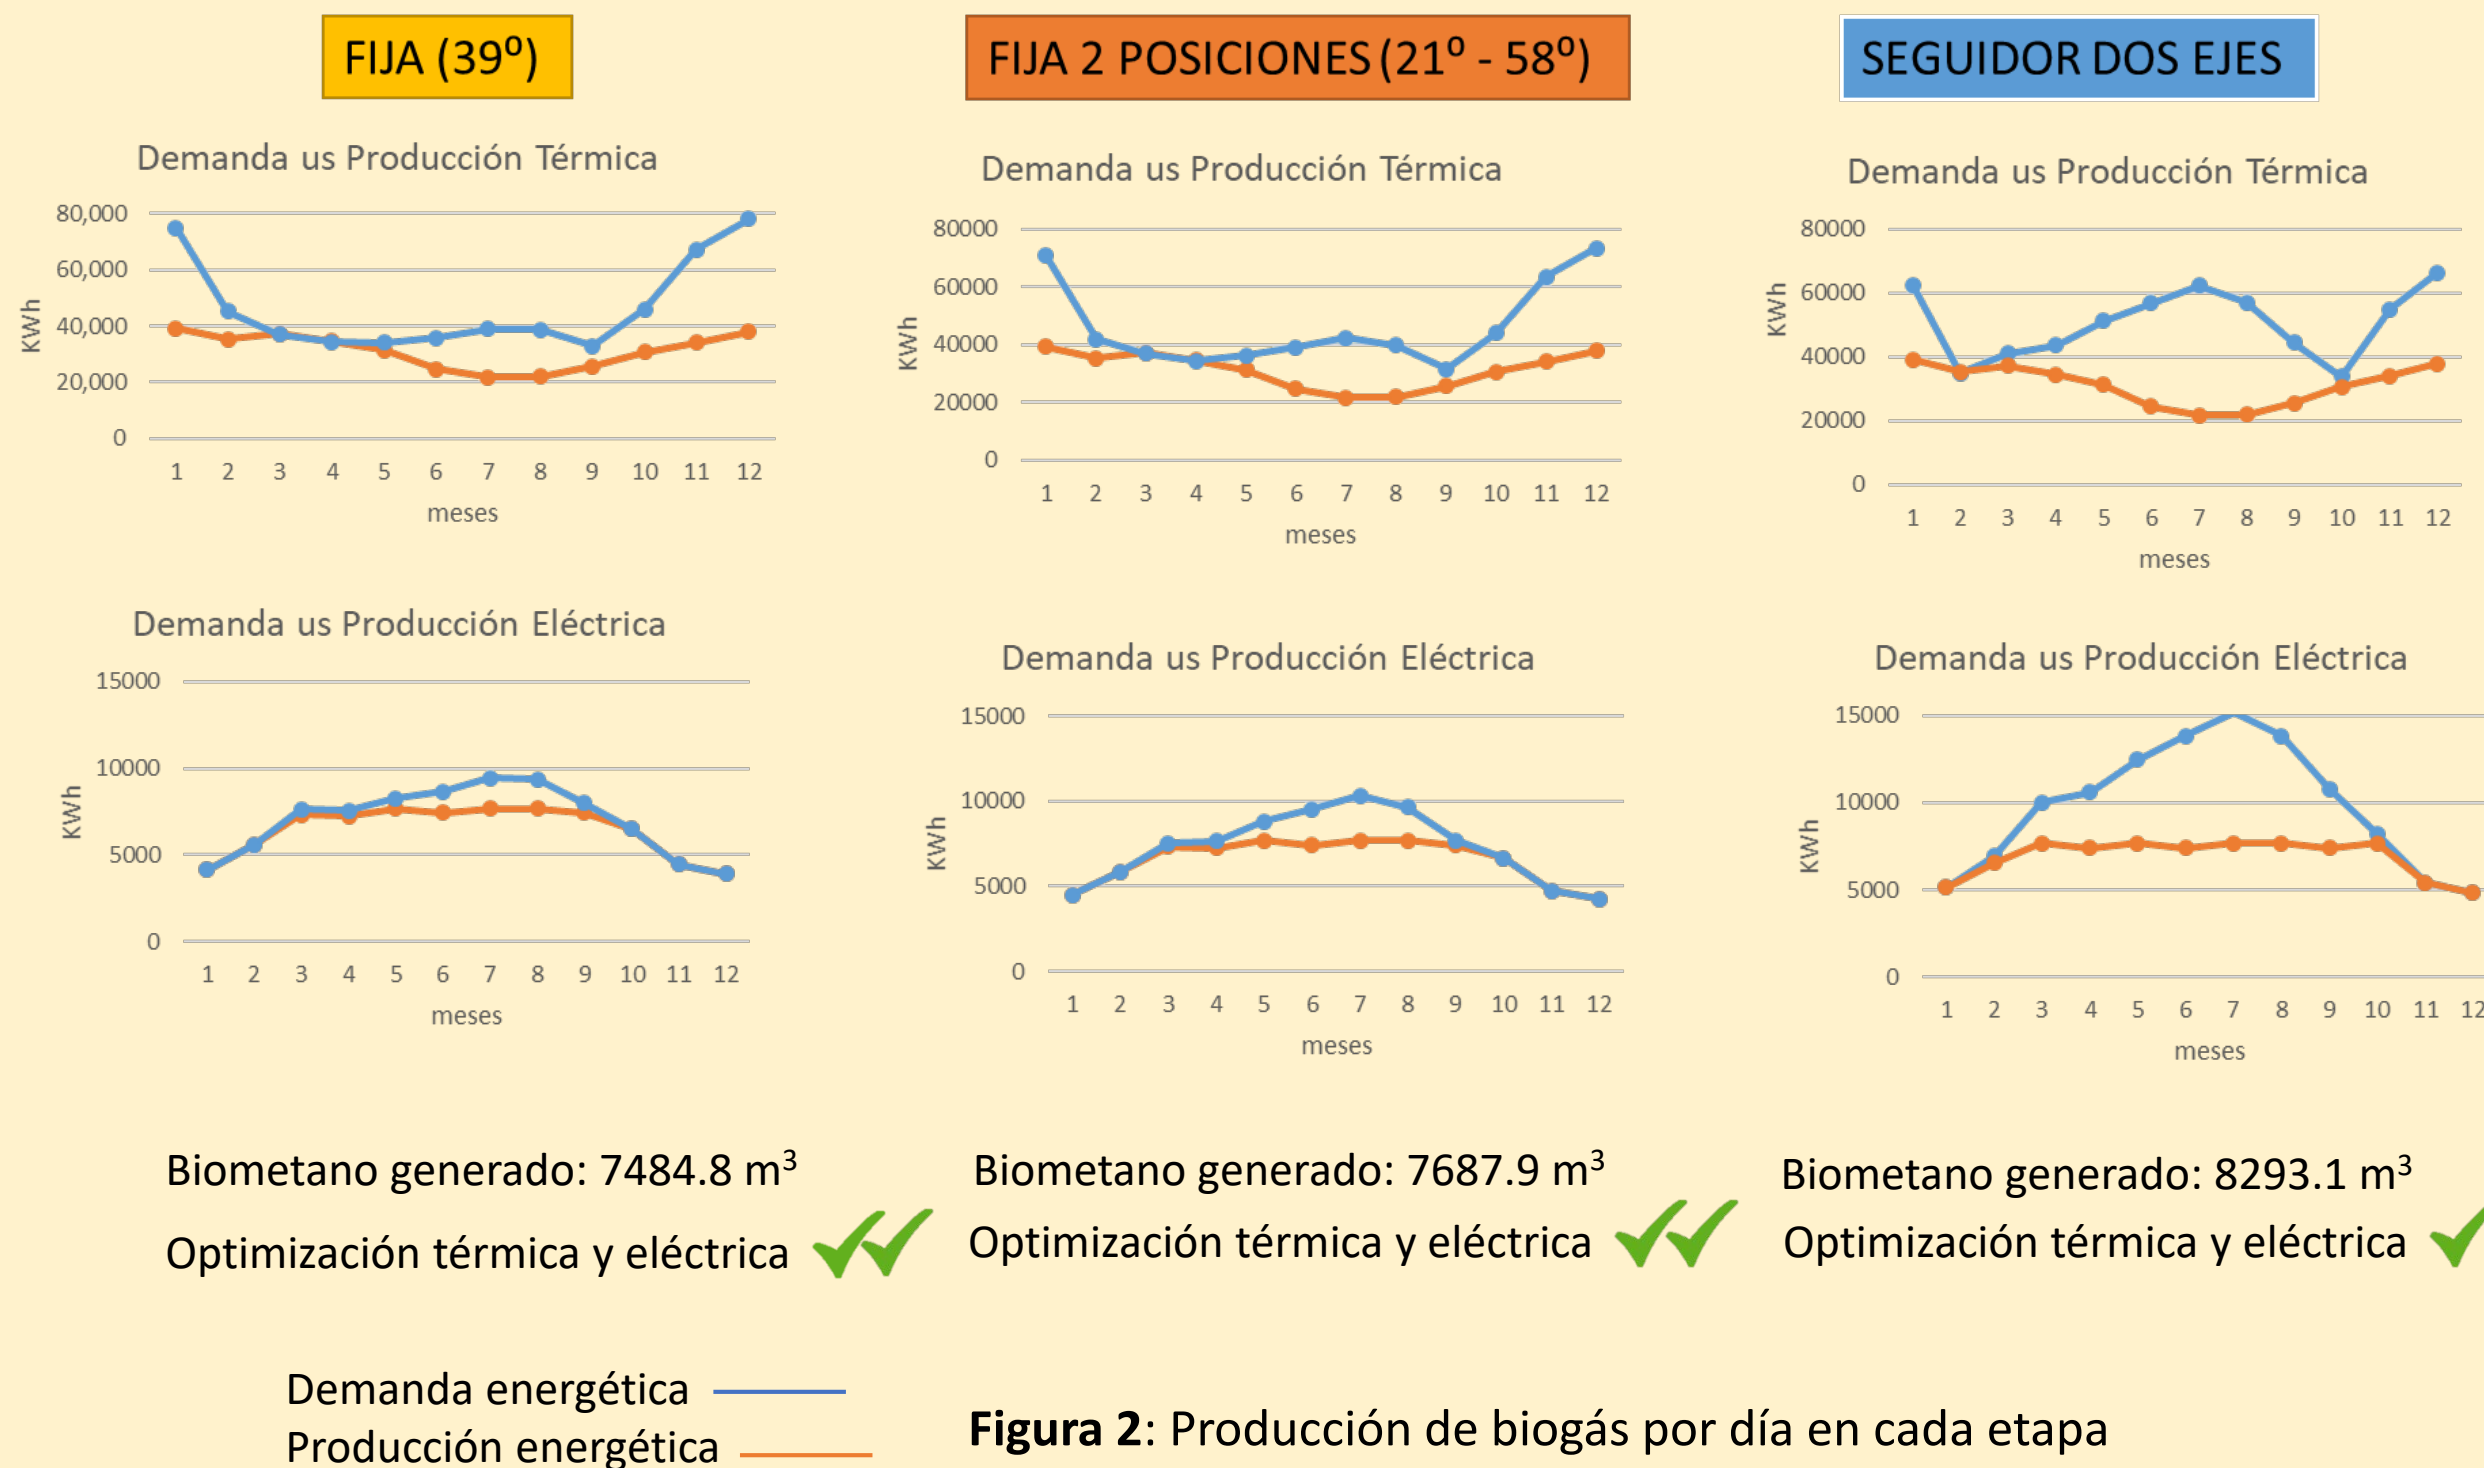 FIJA (39º)
FIJA 2 POSICIONES (21º - 58º)
SEGUIDOR DOS EJES
Demanda us Producción Térmica
80,000
60,000
40,000
20,000
0
KWh
1 2 3 4 5 6 7 8 9 10 11 12
meses
Demanda us Producción Térmica
80000
60000
40000
20000
0
KWh
1 2 3 4 5 6 7 8 9 10 11 12
meses
Demanda us Producción Térmica
80000
60000
40000
20000
0
KWh
1 2 3 4 5 6 7 8 9 10 11 12
meses
Demanda us Producción Eléctrica
15000
10000
5000
0
KWh
1 2 3 4 5 6 7 8 9 10 11 12
meses
Demanda us Producción Eléctrica
15000
10000
5000
0
KWh
1 2 3 4 5 6 7 8 9 10 11 12
meses
Demanda us Producción Eléctrica
15000
10000
5000
0
KWh
1 2 3 4 5 6 7 8 9 10 11 12
meses
Biometano generado: 7484.8 m³
Optimización térmica y eléctrica
Biometano generado: 7687.9 m³
Optimización térmica y eléctrica
Biometano generado: 8293.1 m³
Optimización térmica y eléctrica
Demanda energética
Producción energética
Figura 2: Producción de biogás por día en cada etapa